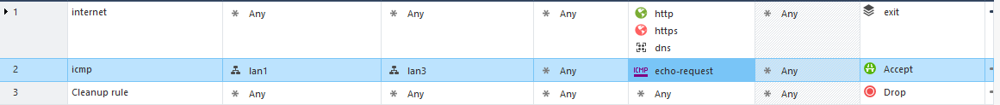 1 internet Any Any Any http Any exit
https
dns
2 icmp lan1 lan3 Any ICMP echo-request Any Accept
3 Cleanup rule Any Any Any Any Any Drop